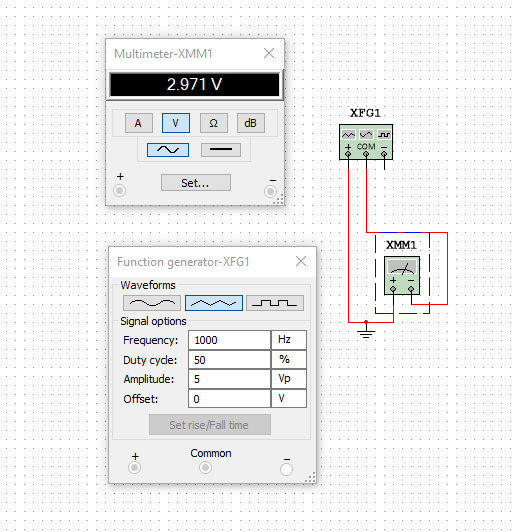 Multimeter-XMM1
2.971 V
A V Ω dB
Set...
+ −
XFG1
COM
+ −
XMM1
+ −
Function generator-XFG1
Waveforms
Signal options
Frequency: 1000 Hz
Duty cycle: 50 %
Amplitude: 5 Vp
Offset: 0 V
Set rise/Fall time
+ Common −